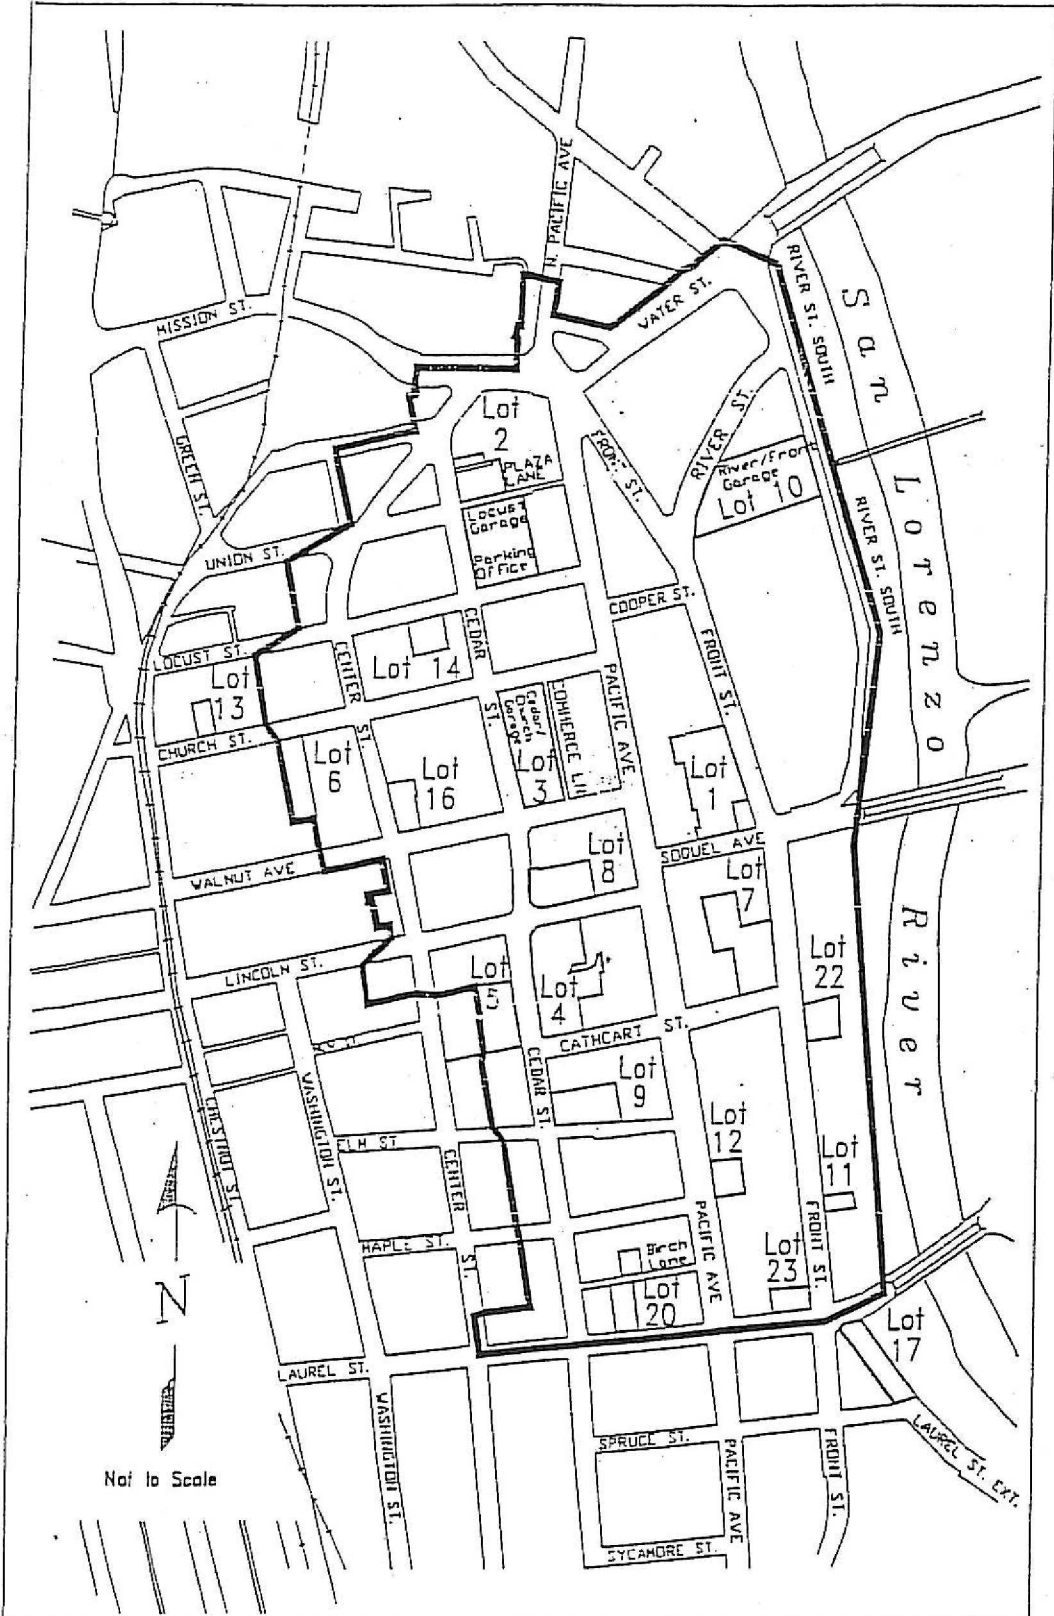 N. PACIFIC AVE
MISSION ST.
WATER ST.
RIVER ST. SOUTH
San Lorenzo River
GREEN ST.
Lot
2
PLAZA
LANE
FRONT ST.
RIVER ST.
River/Front
Garage
Lot 10
Locust
Garage
Parking
Office
UNION ST.
RIVER ST. SOUTH
COOPER ST.
LOCUST ST.
CENTER ST.
Lot 14
CEDAR ST.
FRONT ST.
Lot
13
CHURCH ST.
Lot
6
Lot
16
Cedar/
Church
Garage
Lot
3
COMMERCE LN
PACIFIC AVE
Lot
1
SOQUEL AVE
WALNUT AVE
Lot
8
Lot
7
LINCOLN ST.
Lot
5
Lot
4
Lot
22
CATHCART ST.
CEDAR ST.
Lot
9
CHESTNUT ST.
WASHINGTON ST.
ELM ST
CENTER ST.
Lot
12
Lot
11
MAPLE ST.
PACIFIC AVE
FRONT ST.
Birch
Lane
Lot
20
Lot
23
Lot
17
N
LAUREL ST.
WASHINGTON ST.
SPRUCE ST.
PACIFIC AVE
FRONT ST.
LAUREL ST. EXT.
Not to Scale
SYCAMORE ST.